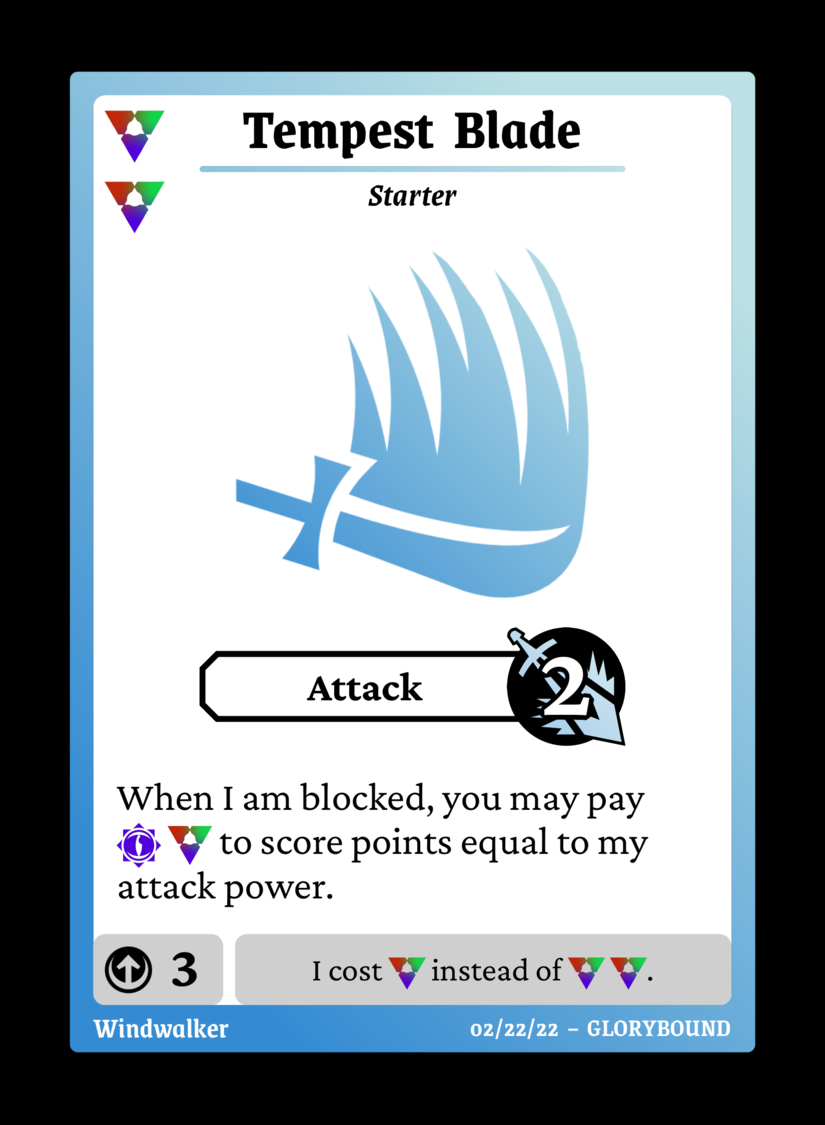 Tempest Blade
Starter
Attack
2
When I am blocked, you may pay
to score points equal to my
attack power.
3
I cost instead of .
Windwalker
02/22/22 – GLORYBOUND